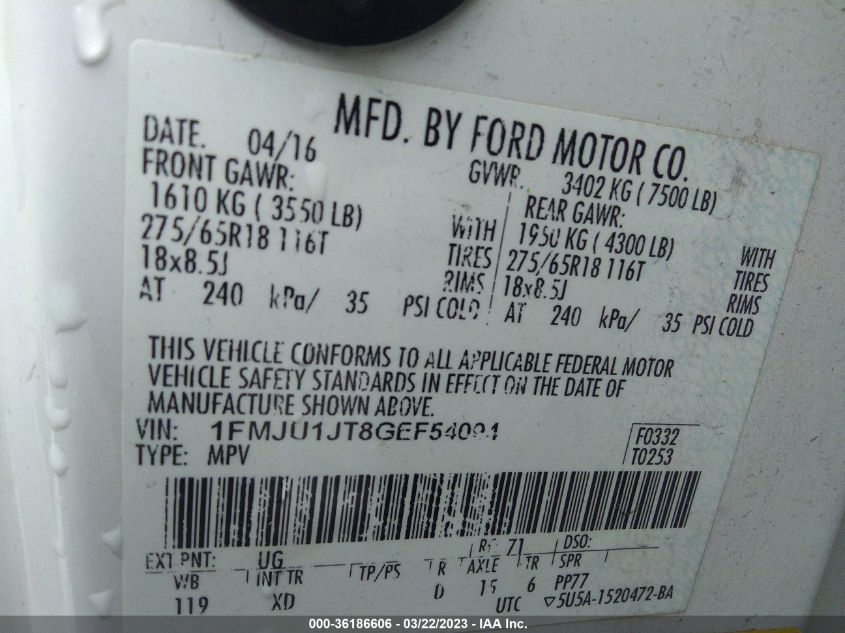 MFD. BY FORD MOTOR CO.
DATE. 04/16
GVWR. 3402 KG ( 7500 LB)
FRONT GAWR:
1610 KG ( 3550 LB)
275/65R18 116T
18x8.5J
WITH
TIRES
RIMS
AT 240 kPa/ 35 PSI COLD
REAR GAWR:
1950 KG ( 4300 LB)
275/65R18 116T
18x8.5J
WITH
TIRES
RIMS
AT 240 kPa/ 35 PSI COLD
THIS VEHICLE CONFORMS TO ALL APPLICABLE FEDERAL MOTOR
VEHICLE SAFETY STANDARDS IN EFFECT ON THE DATE OF
MANUFACTURE SHOWN ABOVE.
VIN:
TYPE: MPV
F0332
T0253
EXT PNT: UG
71
DSO:
WB
INT TR
TP/PS
R
AXLE
TR
SPR
119
XD
D
15
6
PP77
UTC
▽5U5A-1520472-BA
000-36186606 - 03/22/2023 - IAA Inc.